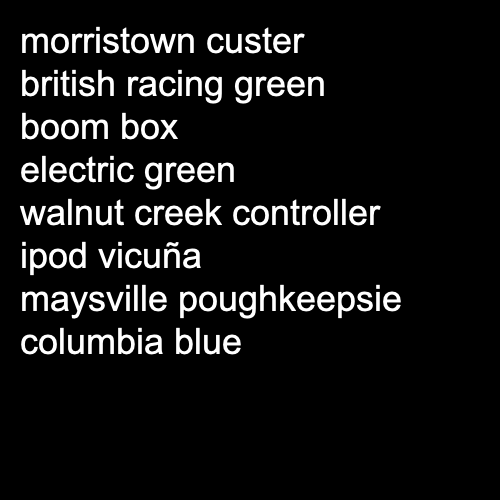 morristown custer
british racing green
boom box
electric green
walnut creek controller
ipod vicuña
maysville poughkeepsie
columbia blue